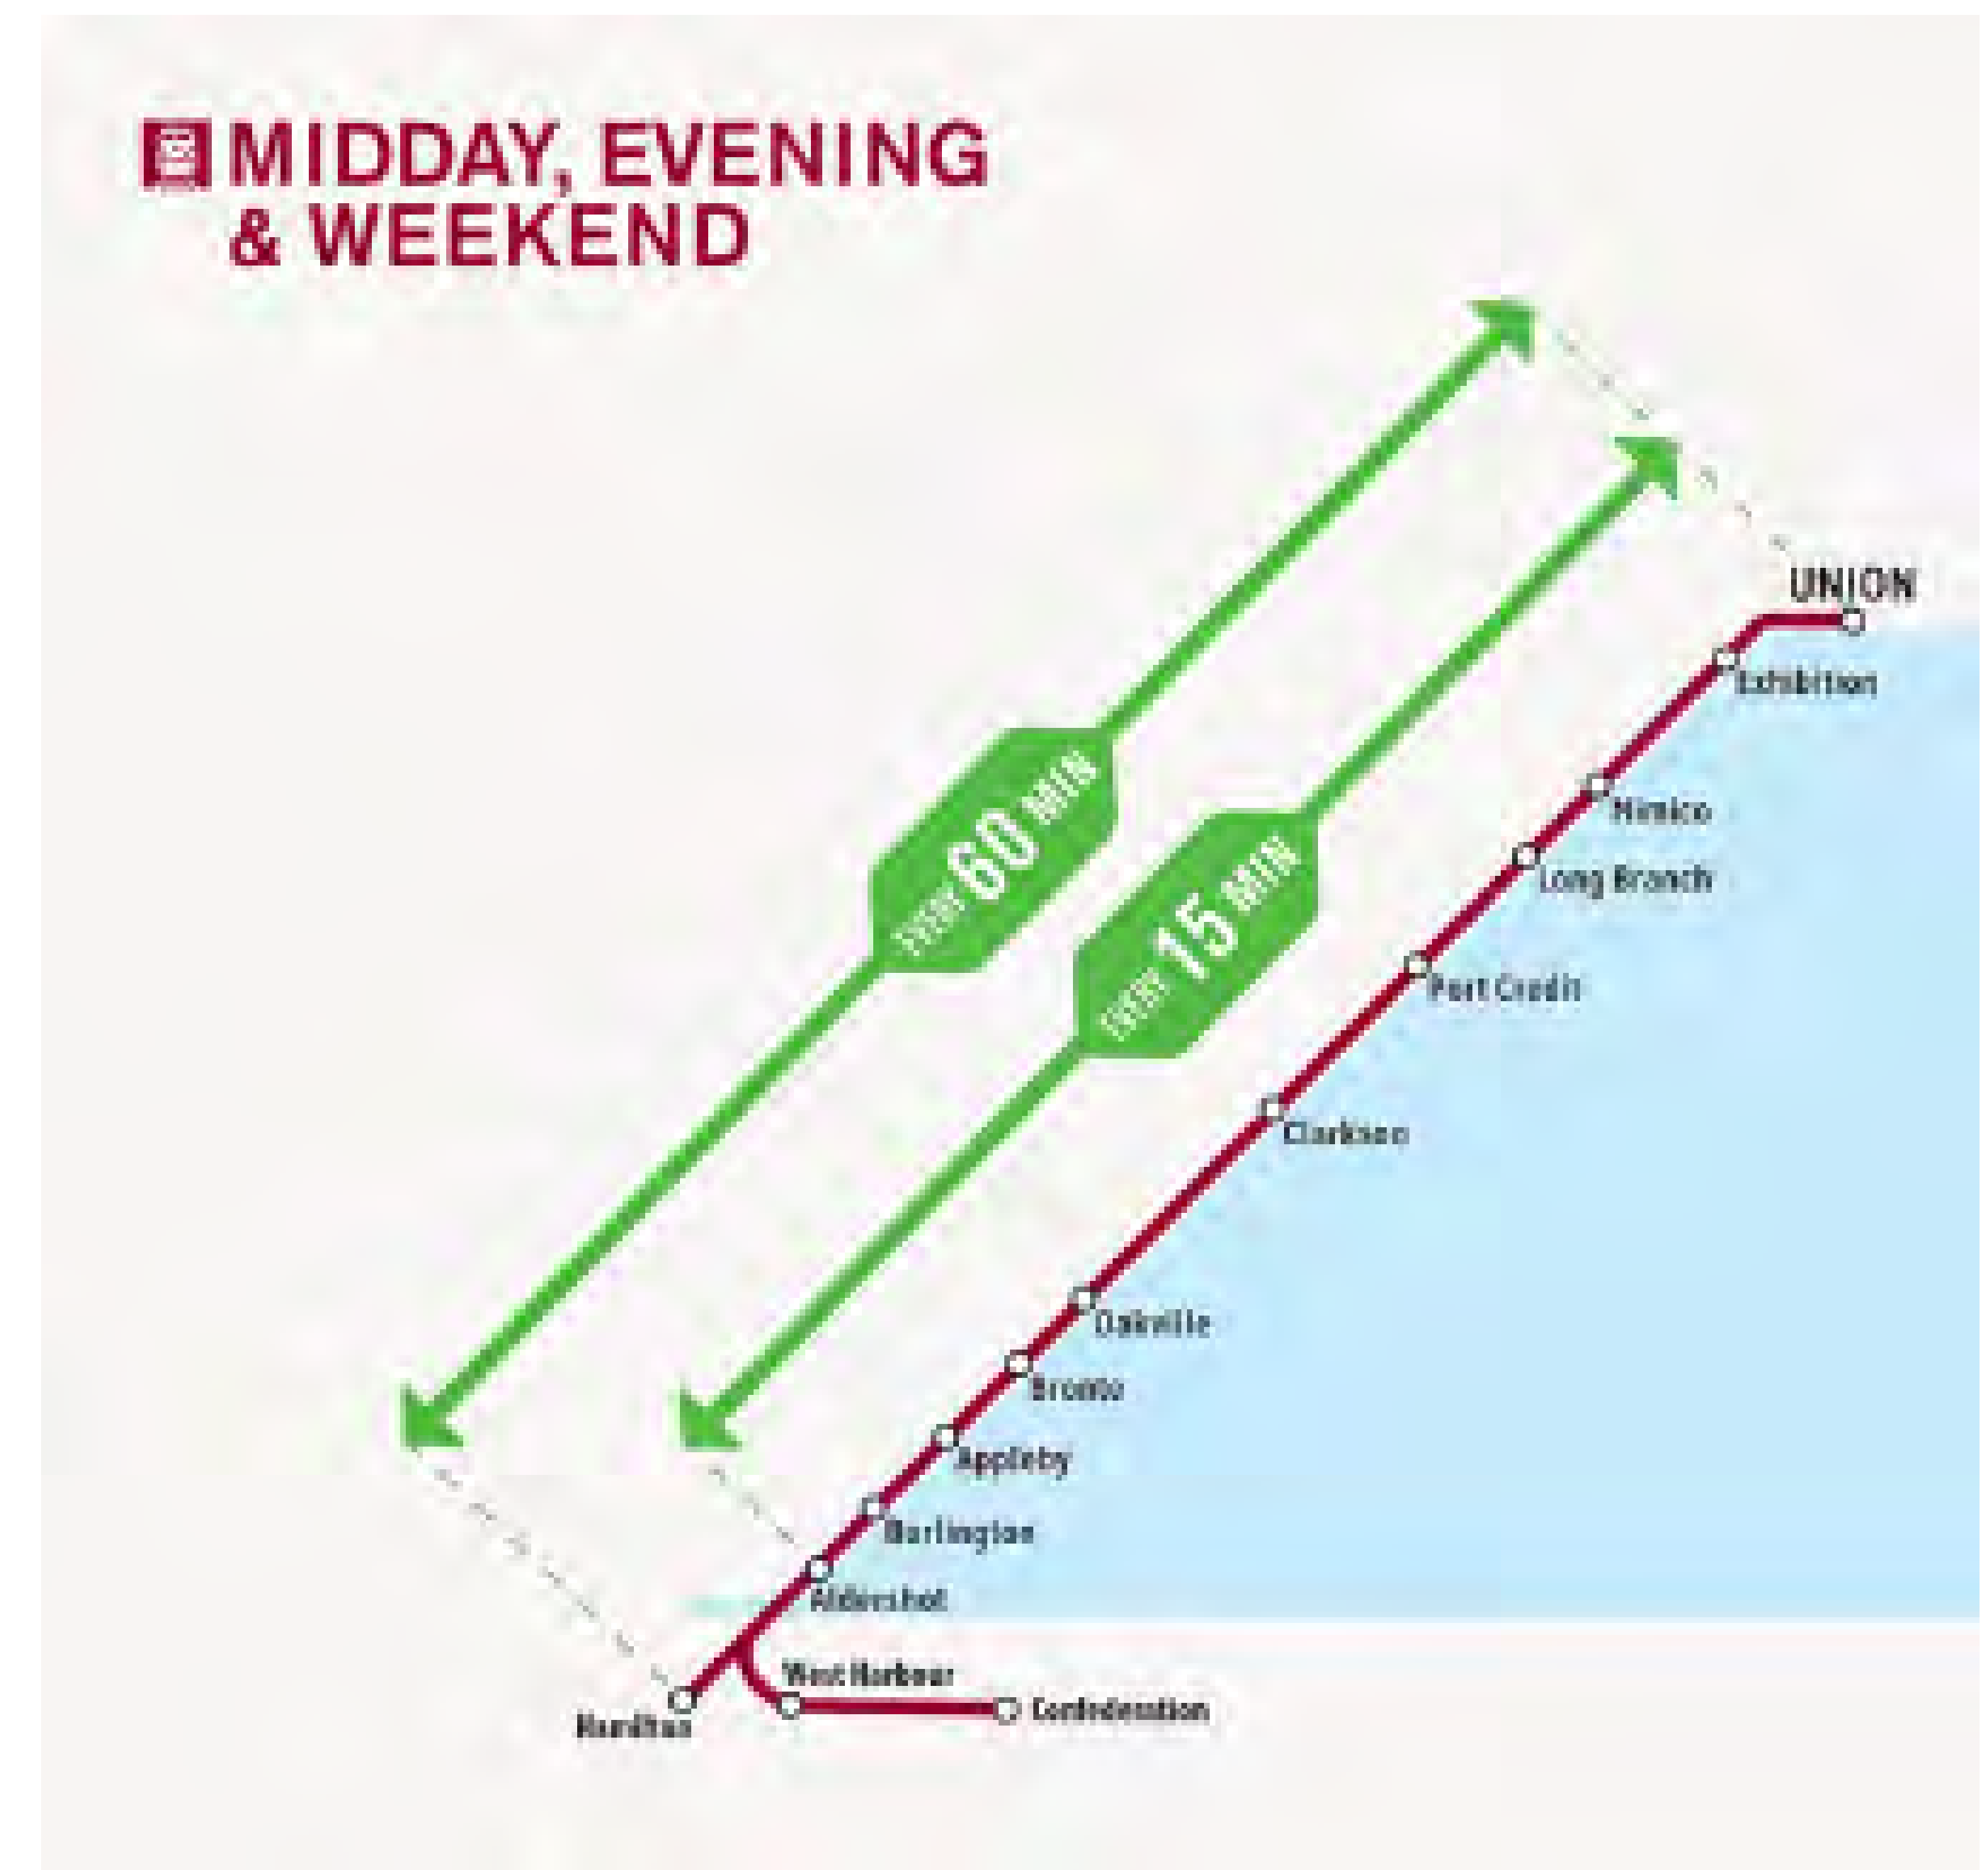 MIDDAY, EVENING
& WEEKEND
EVERY 60 MIN
EVERY 15 MIN
UNION
Exhibition
Mimico
Long Branch
Port Credit
Clarkson
Oakville
Bronte
Appleby
Burlington
Aldershot
West Harbour
Hamilton
Confederation